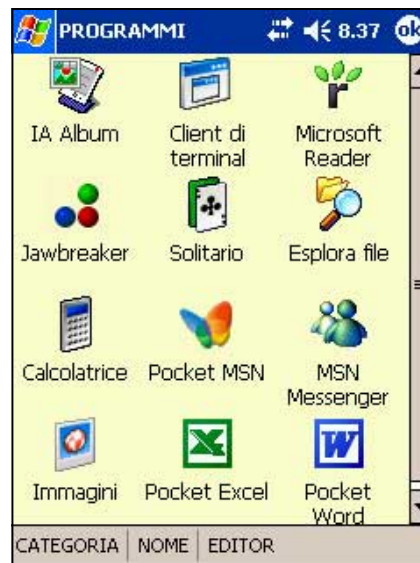 PROGRAMMI 8.37 ok
IA Album
Client di
terminal
Microsoft
Reader
Jawbreaker
Solitario
Esplora file
Calcolatrice
Pocket MSN
MSN
Messenger
Immagini
Pocket Excel
Pocket
Word
CATEGORIA NOME EDITOR